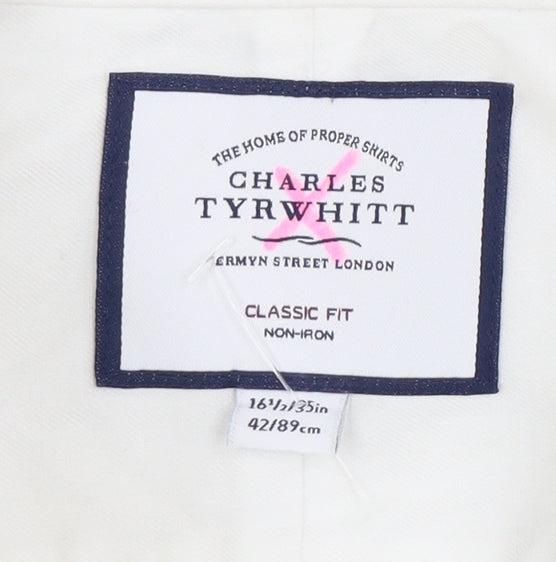 THE HOME OF PROPER SHIRTS
CHARLES
TYRWHITT
ERMYN STREET LONDON
CLASSIC FIT
NON-IRON
16½/35in
42/89cm